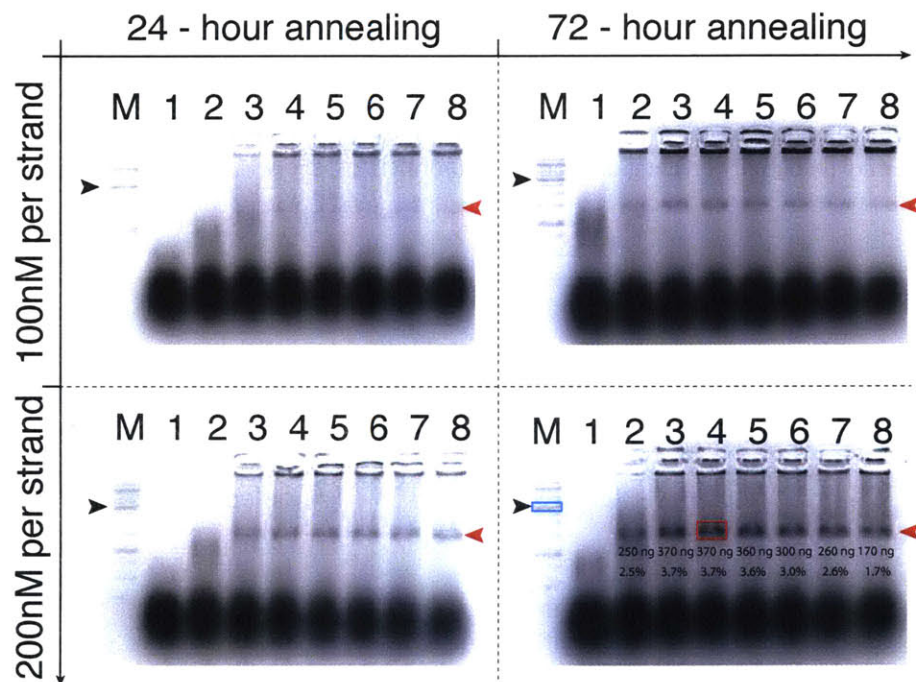 24 - hour annealing
72 - hour annealing
100nM per strand
M 1 2 3 4 5 6 7 8
M 1 2 3 4 5 6 7 8
200nM per strand
M 1 2 3 4 5 6 7 8
M 1 2 3 4 5 6 7 8
250 ng 370 ng 370 ng 360 ng 300 ng 260 ng 170 ng
2.5% 3.7% 3.7% 3.6% 3.0% 2.6% 1.7%